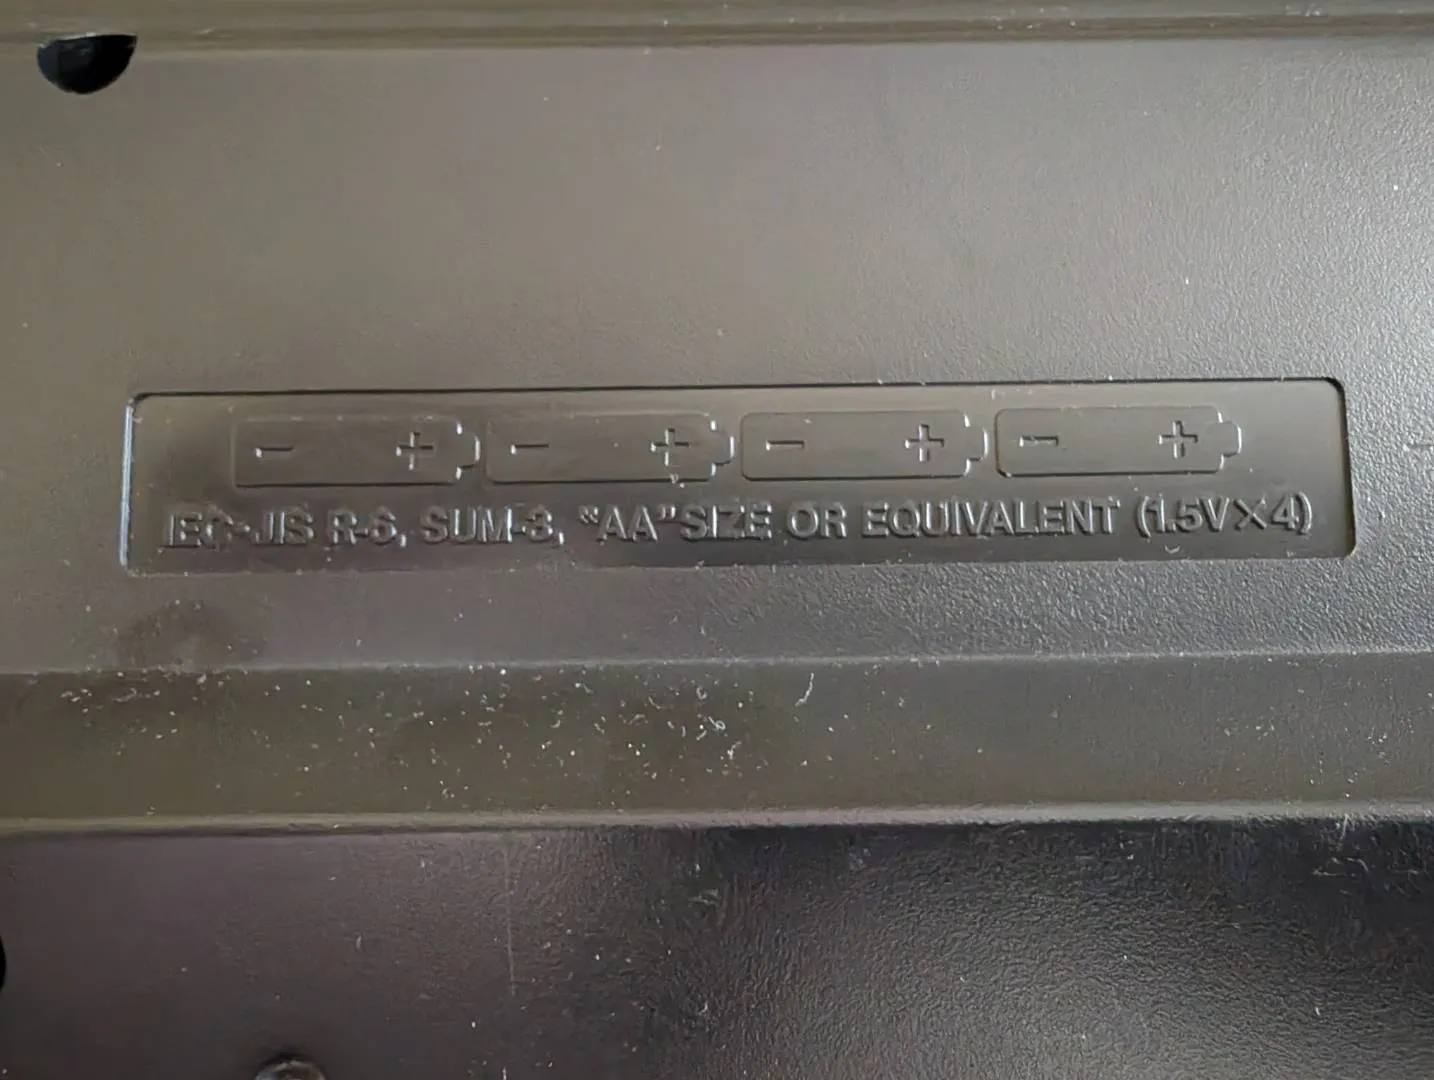 - + - + - + - +
IEC-JIS R-6, SUM-3, "AA" SIZE OR EQUIVALENT (1.5V×4)